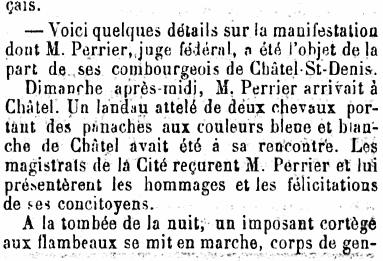 çais.
— Voici quelques détails sur la manifestation
dont M. Perrier, juge fédéral, a été l'objet de la
part de ses combourgeois de Châtel-St-Denis.
Dimanche après-midi, M. Perrier arrivait à
Châtel. Un landau attelé de deux chevaux por-
tant des panaches aux couleurs bleue et blan-
che de Châtel avait été à sa rencontre. Les
magistrats de la Cité reçurent M. Perrier et lui
présentèrent les hommages et les félicitations
de ses concitoyens.
A la tombée de la nuit, un imposant cortège
aux flambeaux se mit en marche, corps de gen-